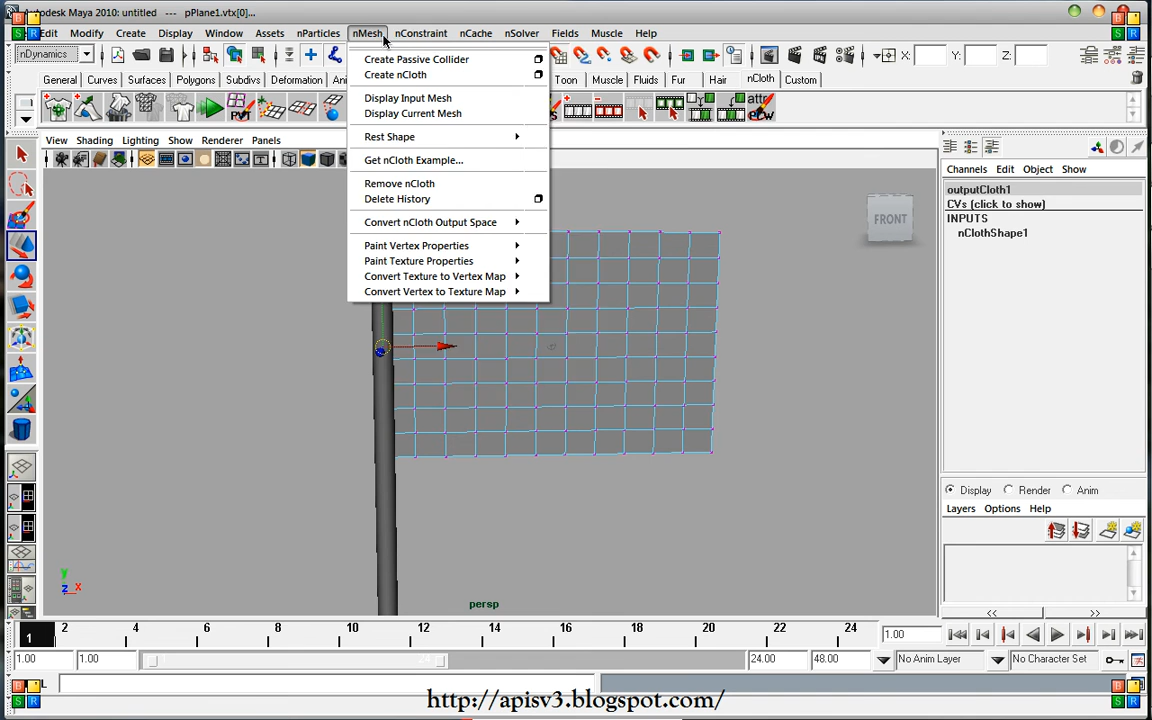 Autodesk Maya 2010: untitled --- pPlane1.vtx[0]...
Edit Modify Create Display Window Assets nParticles nMesh nConstraint nCache nSolver Fields Muscle Help
nDynamics X: Y: Z:
General Curves Surfaces Polygons Subdivs Deformation Ani Toon Muscle Fluids Fur Hair nCloth Custom
Create Passive Collider
Create nCloth
Display Input Mesh
Display Current Mesh
Rest Shape
Get nCloth Example...
Remove nCloth
Delete History
Convert nCloth Output Space
Paint Vertex Properties
Paint Texture Properties
Convert Texture to Vertex Map
Convert Vertex to Texture Map
View Shading Lighting Show Renderer Panels
FRONT
Channels Edit Object Show
outputCloth1
CVs (click to show)
INPUTS
nClothShape1
Display Render Anim
Layers Options Help
y
z x
persp
1 2 4 6 8 10 12 14 16 18 20 22 24 1.00
1.00 1.00 24 24.00 48.00 No Anim Layer No Character Set
http://apisv3.blogspot.com/